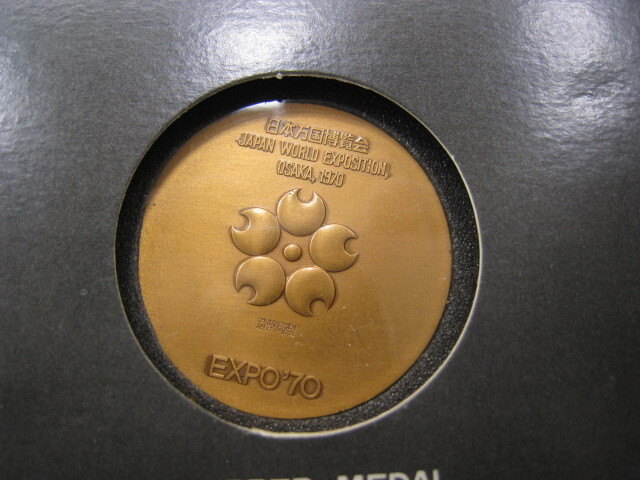 日本万国博覧会
JAPAN WORLD EXPOSITION,
OSAKA, 1970
EXPO'70
MEDAL